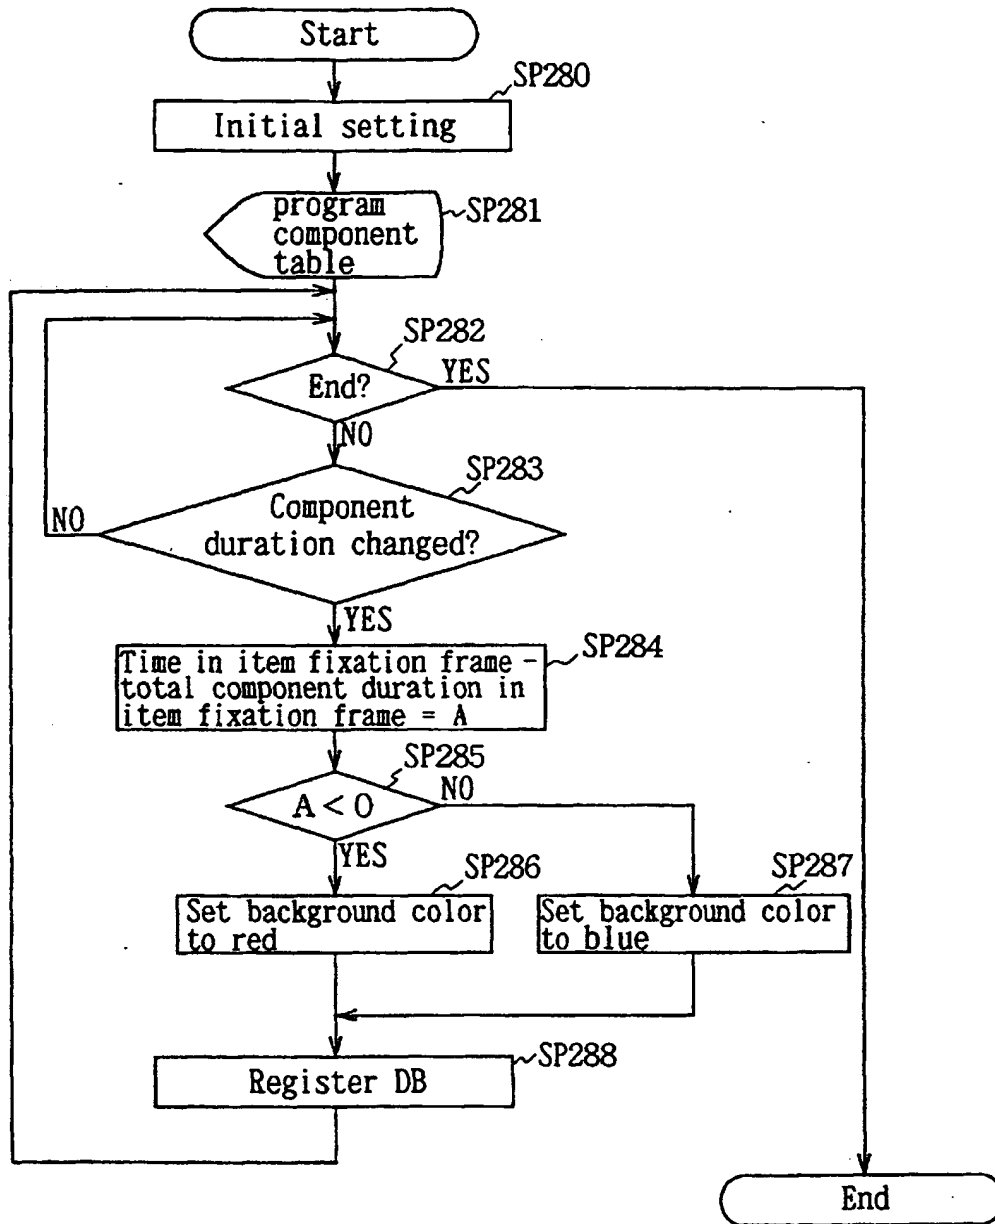 Start
SP280
Initial setting
program
component
table
SP281
SP282
End?
YES
NO
SP283
Component
duration changed?
NO
YES
SP284
Time in item fixation frame -
total component duration in
item fixation frame = A
SP285
A < 0
NO
YES
SP286
Set background color
to red
SP287
Set background color
to blue
SP288
Register DB
End